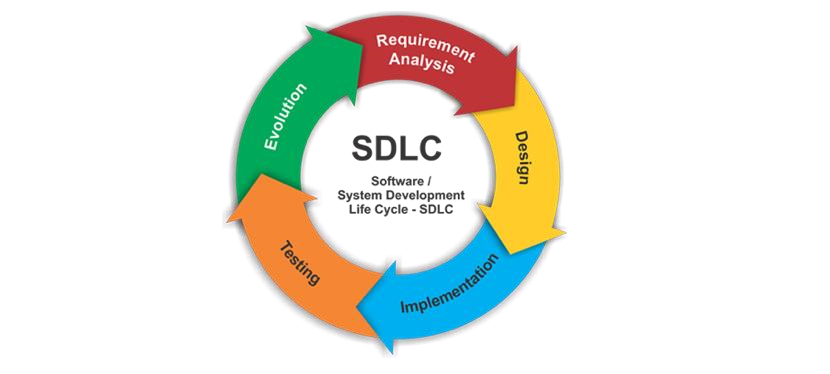 Requirement
Analysis
Design
Implementation
Testing
Evolution
SDLC
Software /
System Development
Life Cycle - SDLC